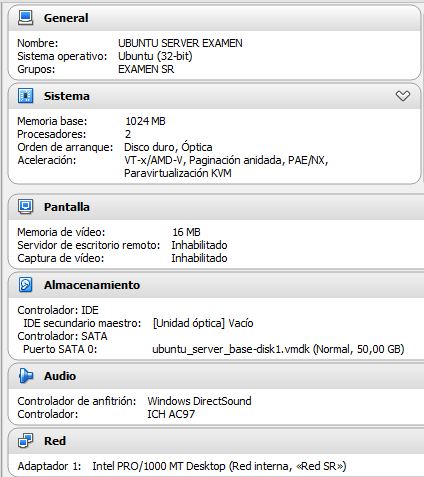 General
Nombre: UBUNTU SERVER EXAMEN
Sistema operativo: Ubuntu (32-bit)
Grupos: EXAMEN SR
Sistema
Memoria base: 1024 MB
Procesadores: 2
Orden de arranque: Disco duro, Óptica
Aceleración: VT-x/AMD-V, Paginación anidada, PAE/NX,
Paravirtualización KVM
Pantalla
Memoria de vídeo: 16 MB
Servidor de escritorio remoto: Inhabilitado
Captura de vídeo: Inhabilitado
Almacenamiento
Controlador: IDE
IDE secundario maestro: [Unidad óptica] Vacío
Controlador: SATA
Puerto SATA 0: ubuntu_server_base-disk1.vmdk (Normal, 50,00 GB)
Audio
Controlador de anfitrión: Windows DirectSound
Controlador: ICH AC97
Red
Adaptador 1: Intel PRO/1000 MT Desktop (Red interna, «Red SR»)